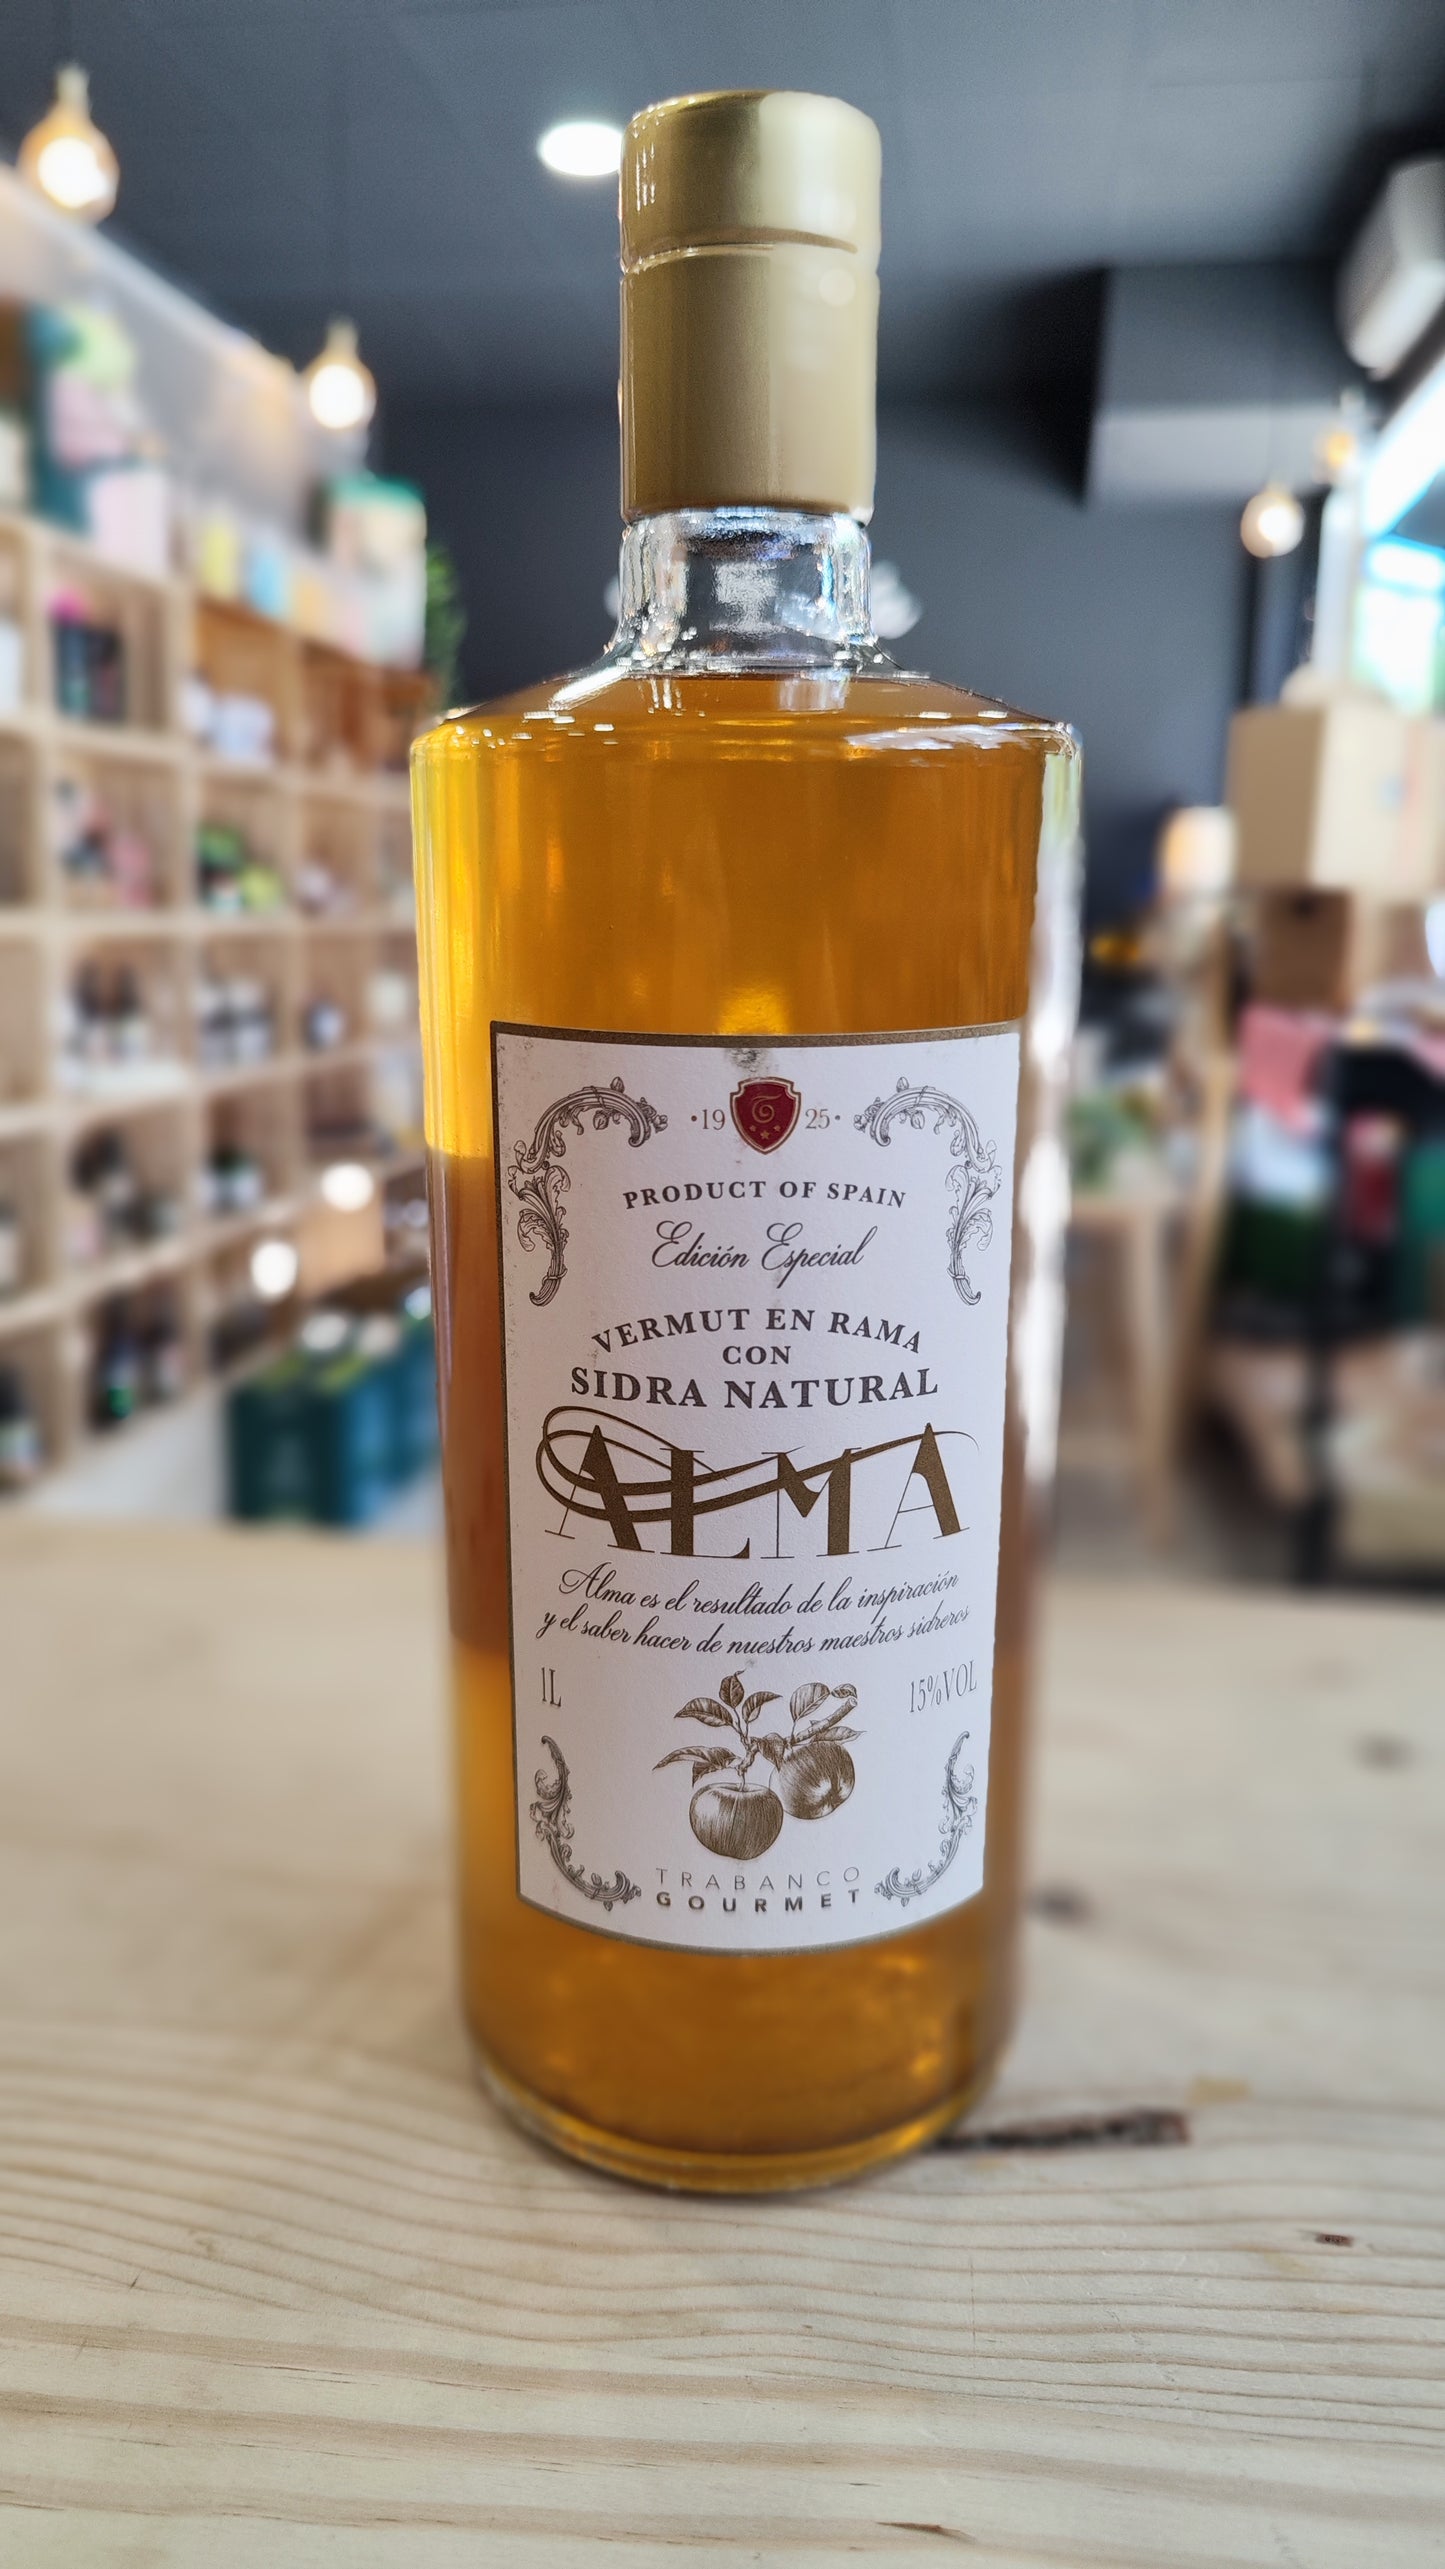 ·19 T 25·
PRODUCT OF SPAIN
Edición Especial
VERMUT EN RAMA
CON
SIDRA NATURAL
ALMA
Alma es el resultado de la inspiración
y el saber hacer de nuestros maestros sidreros
1L 15%VOL
TRABANCO
GOURMET